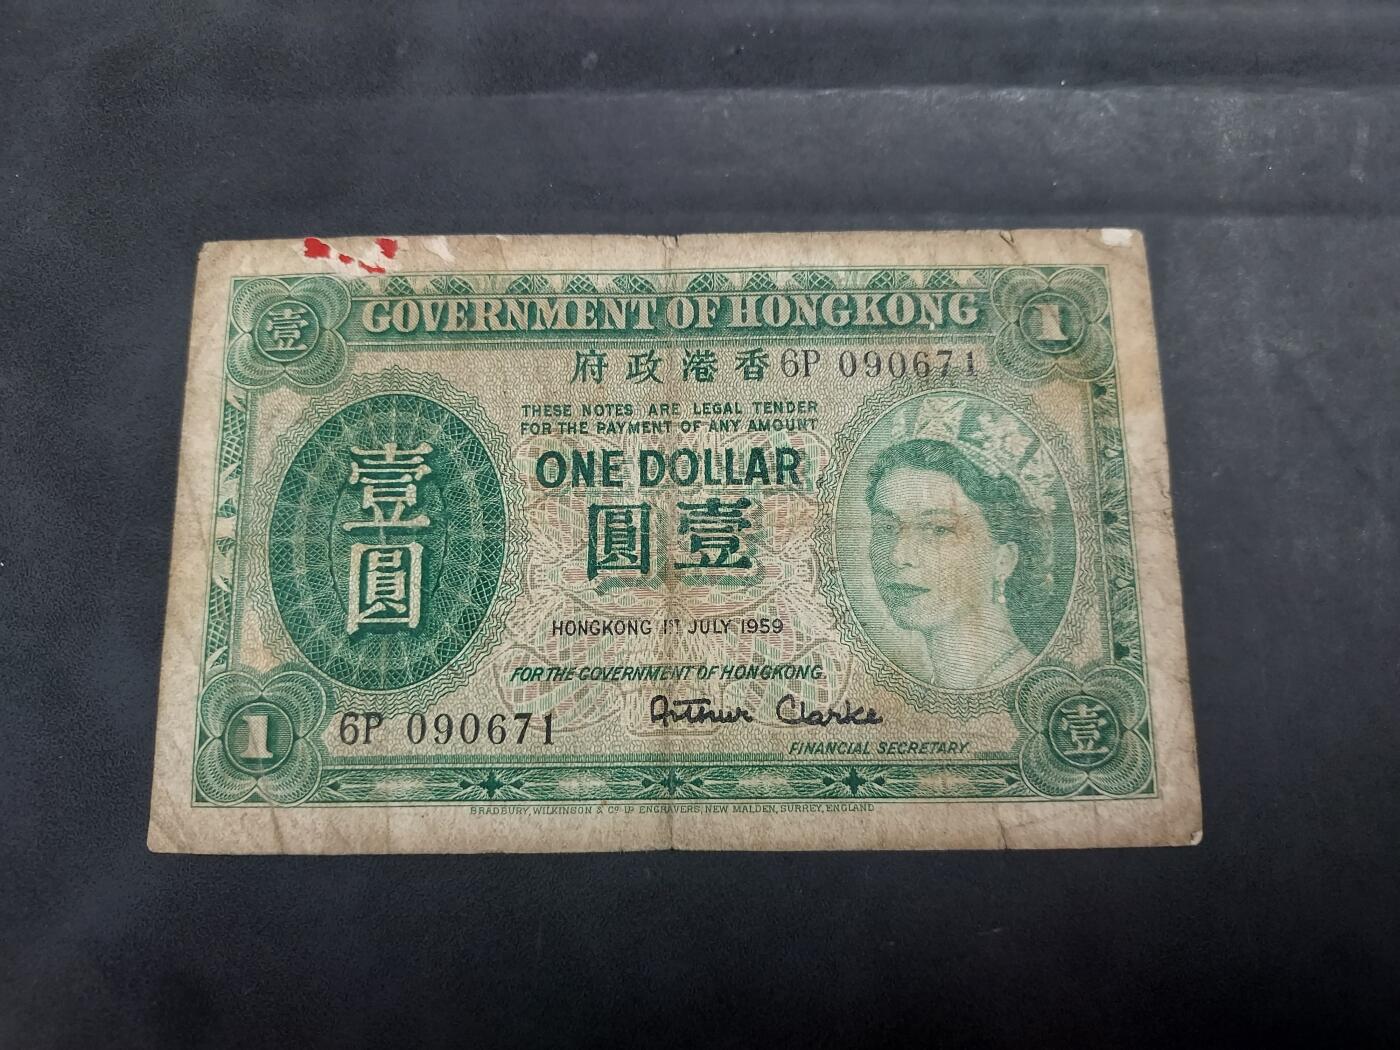 壹
GOVERNMENT OF HONGKONG
1
府政港香
6P 090671
THESE NOTES ARE LEGAL TENDER
FOR THE PAYMENT OF ANY AMOUNT
ONE DOLLAR
圓壹
壹
圓
HONGKONG 1ST JULY 1959
FOR THE GOVERNMENT OF HONGKONG.
Arthur Clarke
FINANCIAL SECRETARY.
1
6P 090671
壹
BRADBURY, WILKINSON & Co. LD. ENGRAVERS, NEW MALDEN, SURREY, ENGLAND